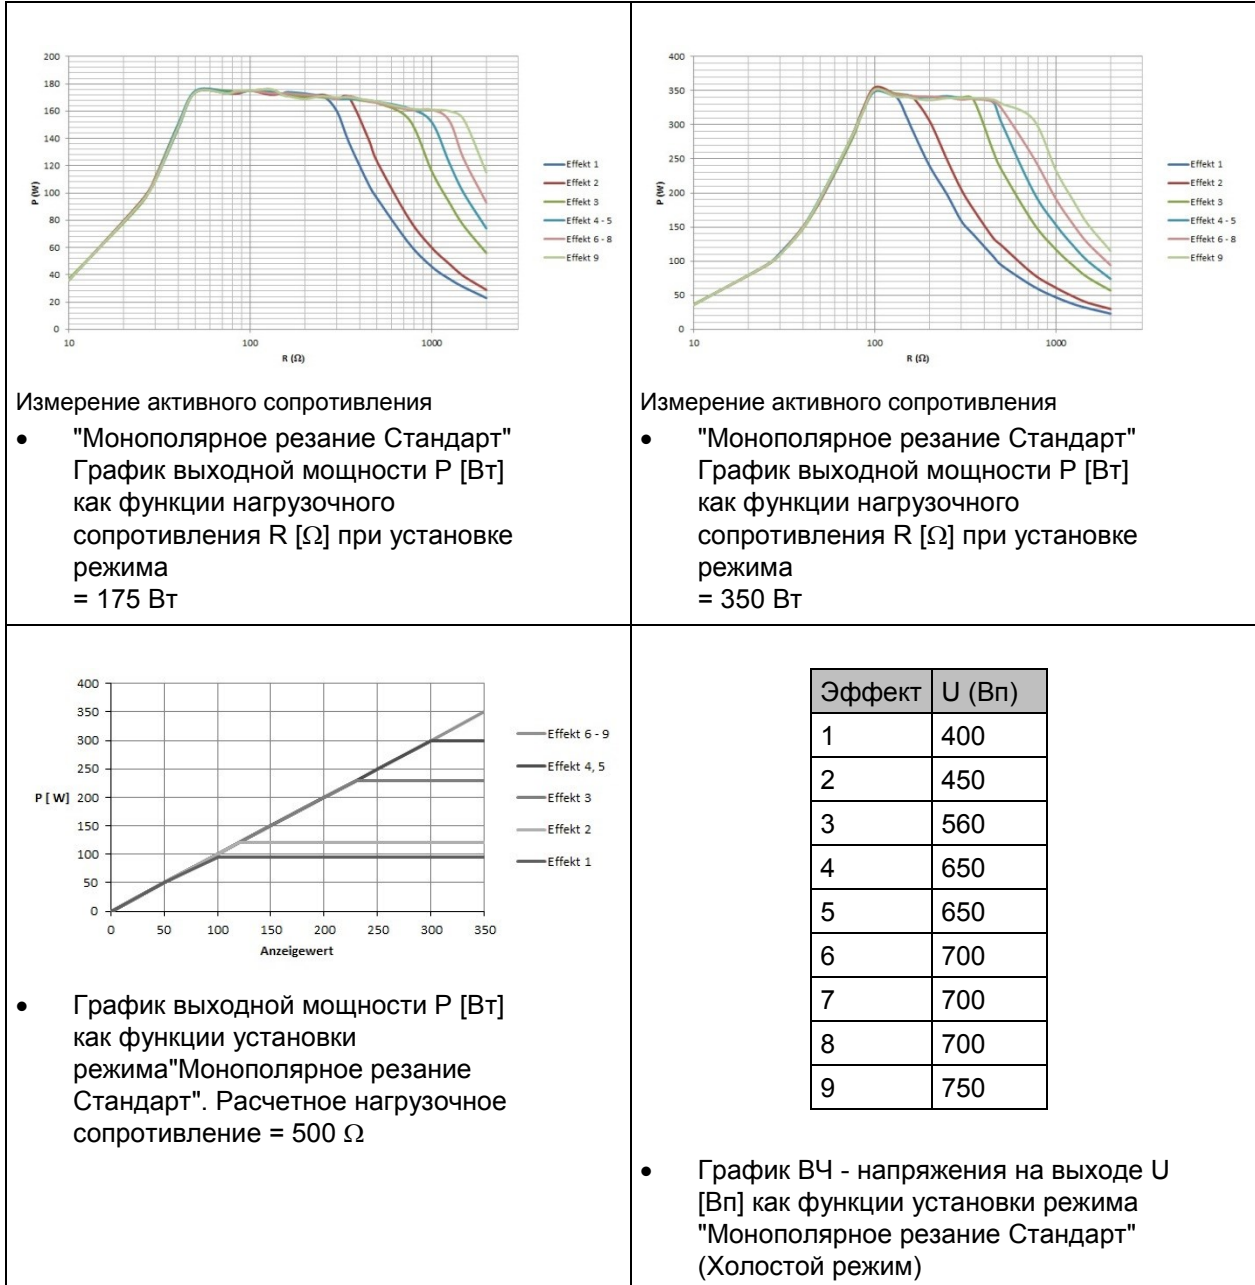 200
180
160
140
120
100
80
60
40
20
0
P (W)
10
100
1000
R (Ω)
Effekt 1
Effekt 2
Effekt 3
Effekt 4 - 5
Effekt 6 - 8
Effekt 9
Измерение активного сопротивления
• "Монополярное резание Стандарт"
График выходной мощности P [Вт]
как функции нагрузочного
сопротивления R [Ω] при установке
режима
= 175 Вт
400
350
300
250
200
150
100
50
0
P (W)
10
100
1000
R (Ω)
Effekt 1
Effekt 2
Effekt 3
Effekt 4 - 5
Effekt 6 - 8
Effekt 9
Измерение активного сопротивления
• "Монополярное резание Стандарт"
График выходной мощности P [Вт]
как функции нагрузочного
сопротивления R [Ω] при установке
режима
= 350 Вт
400
350
300
250
P [ W] 200
150
100
50
0
0 50 100 150 200 250 300 350
Anzeigewert
Effekt 6 - 9
Effekt 4, 5
Effekt 3
Effekt 2
Effekt 1
• График выходной мощности P [Вт]
как функции установки
режима"Монополярное резание
Стандарт". Расчетное нагрузочное
сопротивление = 500 Ω
Эффект U (Вп)
1 400
2 450
3 560
4 650
5 650
6 700
7 700
8 700
9 750
• График ВЧ - напряжения на выходе U
[Вп] как функции установки режима
"Монополярное резание Стандарт"
(Холостой режим)